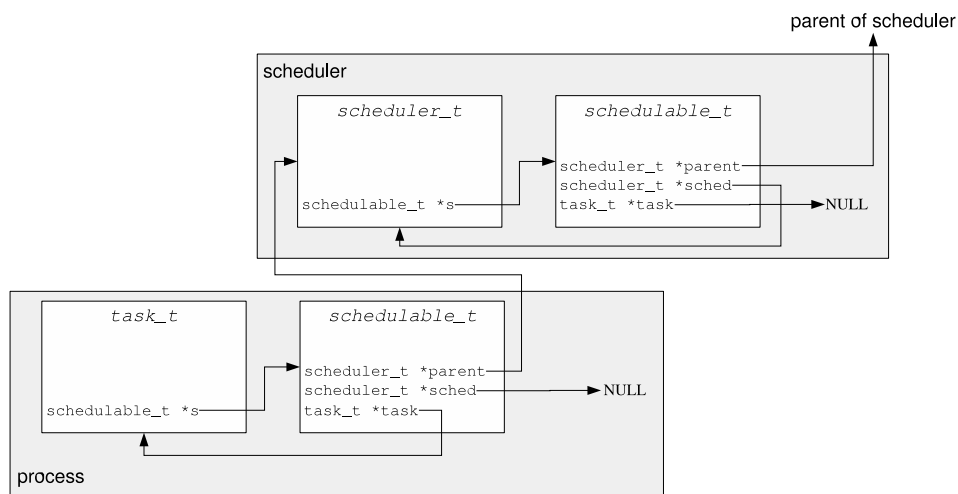 parent of scheduler
scheduler
scheduler_t
schedulable_t *s
schedulable_t
scheduler_t *parent
scheduler_t *sched
task_t *task
NULL
task_t
schedulable_t *s
schedulable_t
scheduler_t *parent
scheduler_t *sched
task_t *task
NULL
process